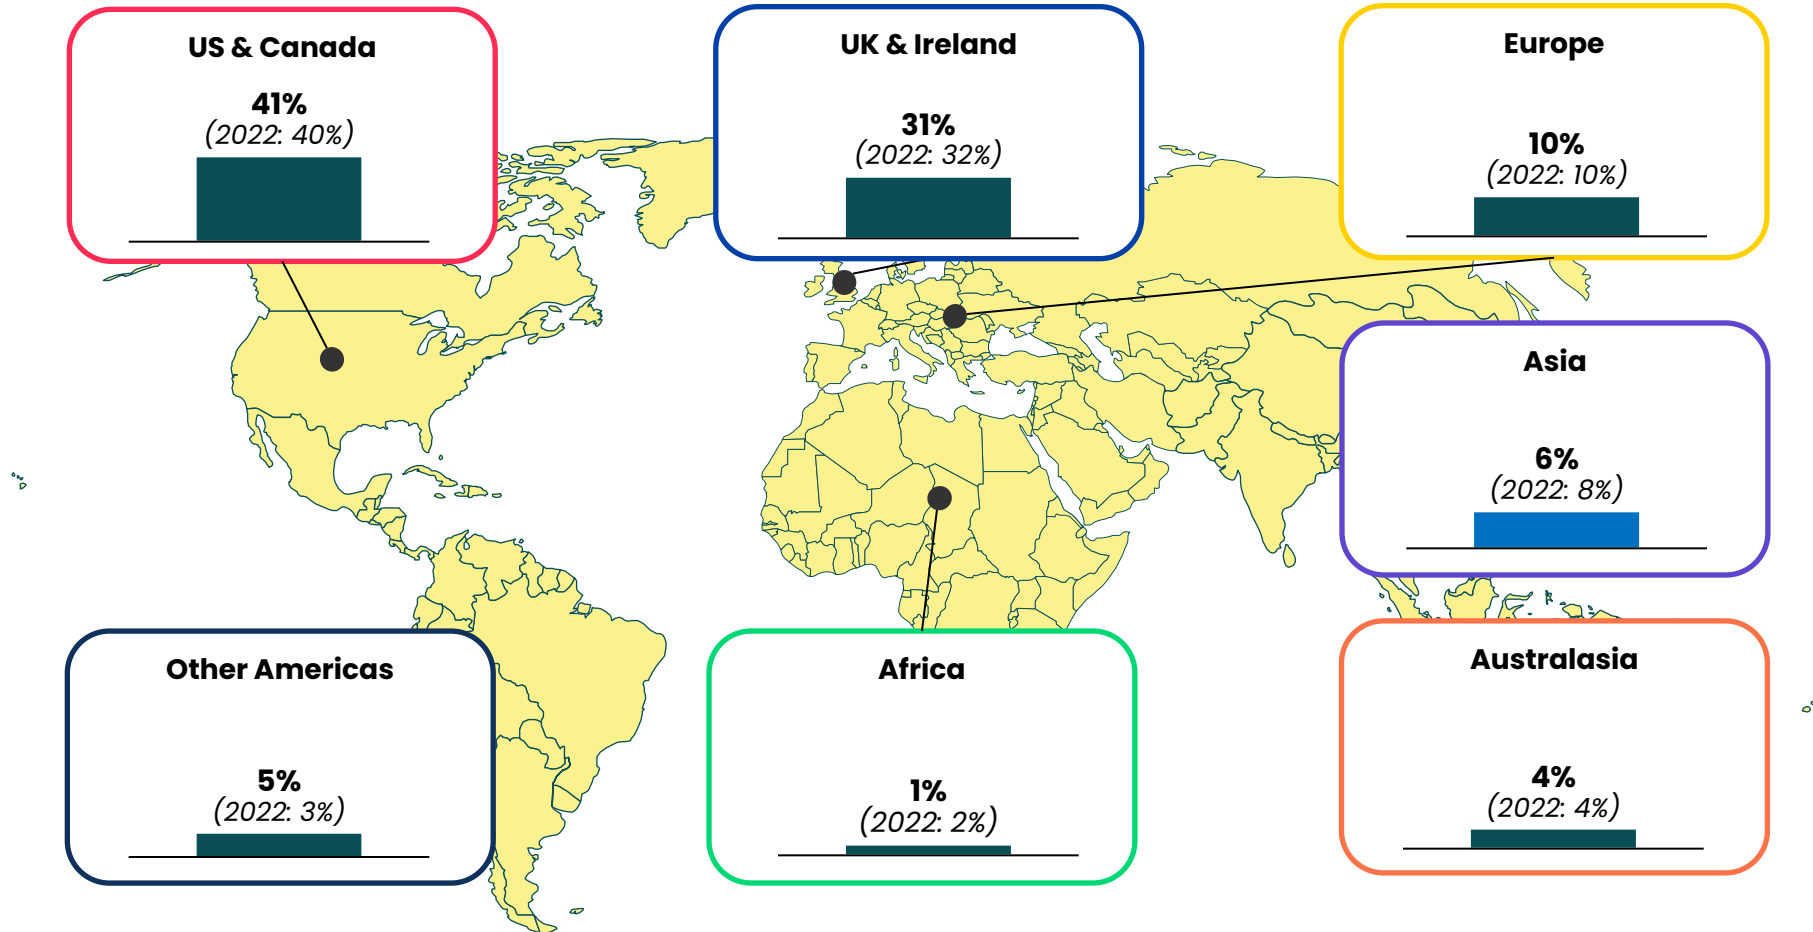 US & Canada
41%
(2022: 40%)
UK & Ireland
31%
(2022: 32%)
Europe
10%
(2022: 10%)
Asia
6%
(2022: 8%)
Other Americas
5%
(2022: 3%)
Africa
1%
(2022: 2%)
Australasia
4%
(2022: 4%)